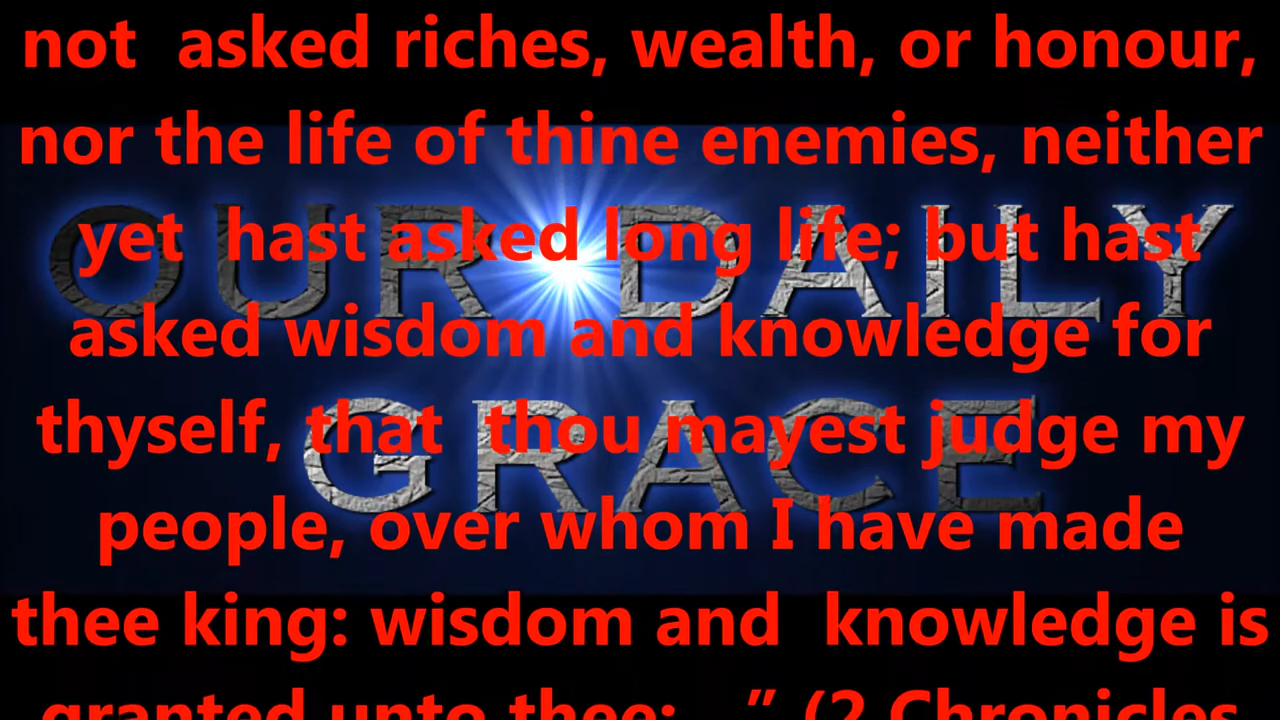 not asked riches, wealth, or honour,
nor the life of thine enemies, neither
yet hast asked long life; but hast
OUR DAILY
asked wisdom and knowledge for
thyself, that thou mayest judge my
GRACE
people, over whom I have made
thee king: wisdom and knowledge is
granted unto thee; ” (2 Chronicles